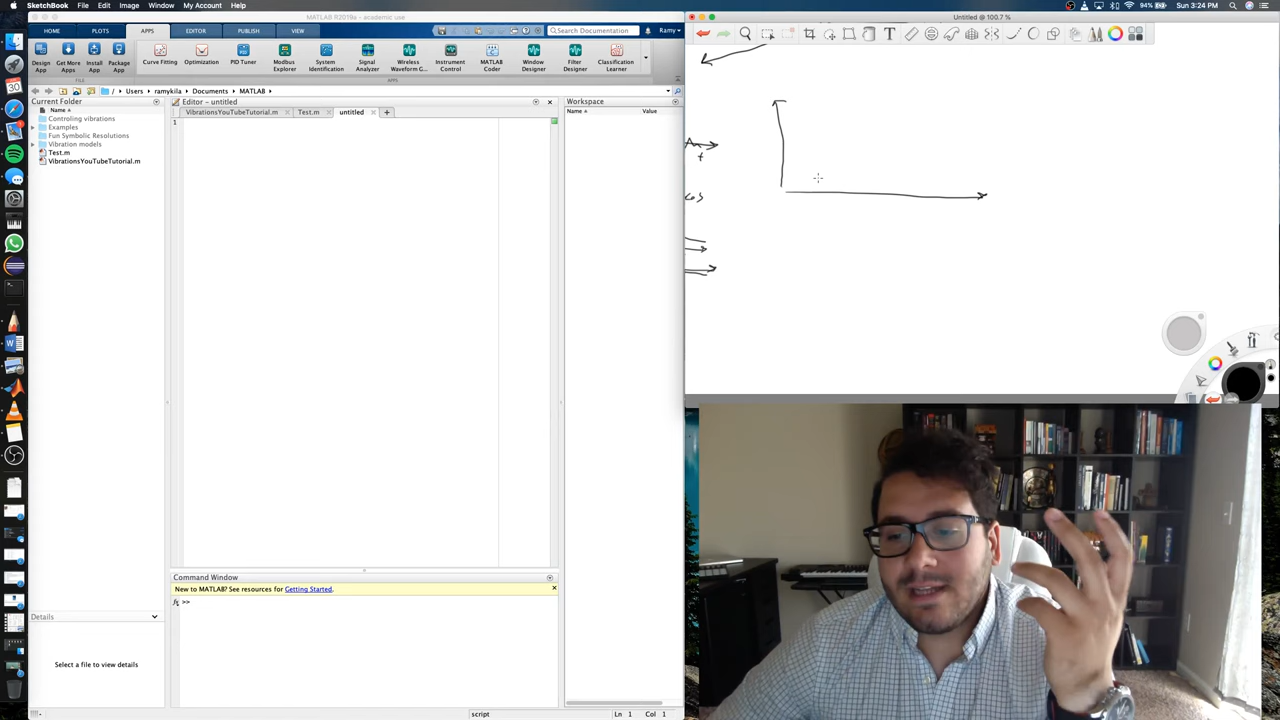 SketchBook File Edit Image Window My Account Help
94% Sun 3:24 PM
MATLAB R2019a - academic use
HOME PLOTS APPS EDITOR PUBLISH VIEW
Search Documentation
Ramy
Design App
Get More Apps
Install App
Package App
Curve Fitting
Optimization
PID Tuner
Modbus Explorer
System Identification
Signal Analyzer
Wireless Waveform G...
Instrument Control
MATLAB Coder
Window Designer
Filter Designer
Classification Learner
FILE
APPS
/ Users ramykila Documents MATLAB
Current Folder
Name
Controling vibrations
Examples
Fun Symbolic Resolutions
Vibration models
Test.m
VibrationsYouTubeTutorial.m
Details
Select a file to view details
Editor - untitled
VibrationsYouTubeTutorial.m Test.m untitled
1
Command Window
New to MATLAB? See resources for Getting Started.
fx >>
script Ln 1 Col 1
Workspace
Name Value
Untitled @ 100.7 %
t
30